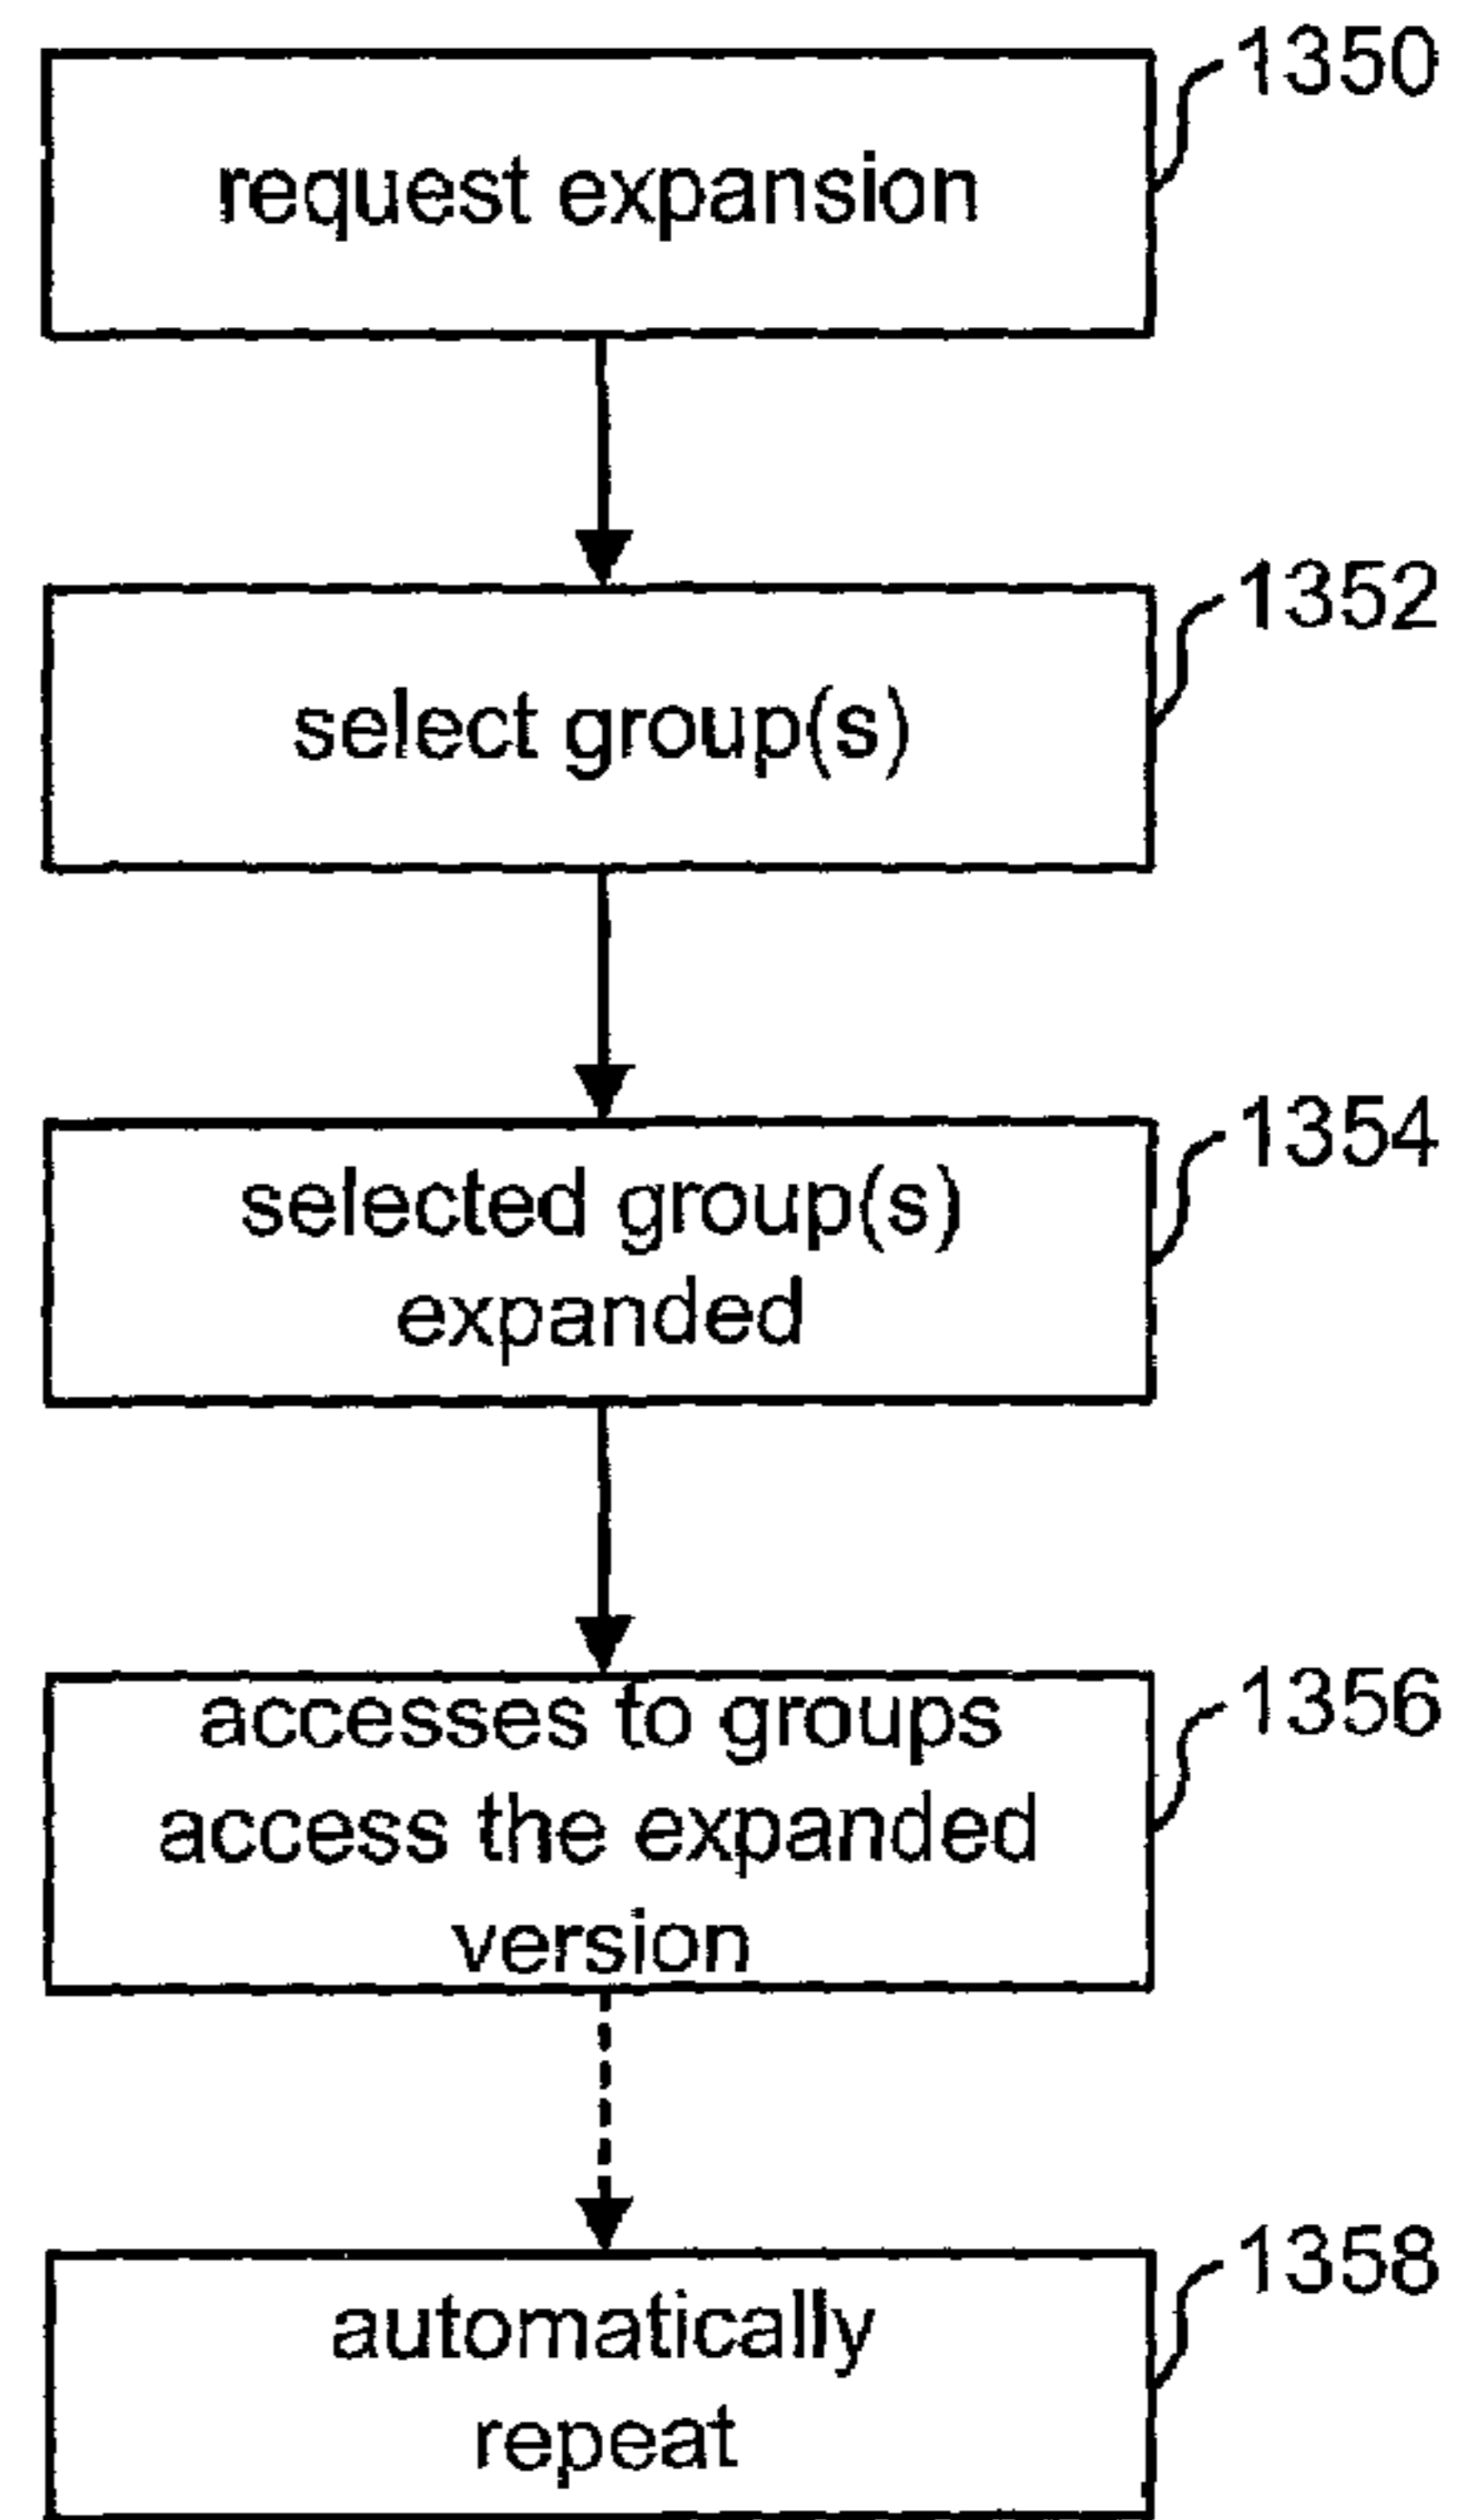 1350
request expansion
1352
select group(s)
1354
selected group(s)
expanded
1356
accesses to groups
access the expanded
version
1358
automatically
repeat